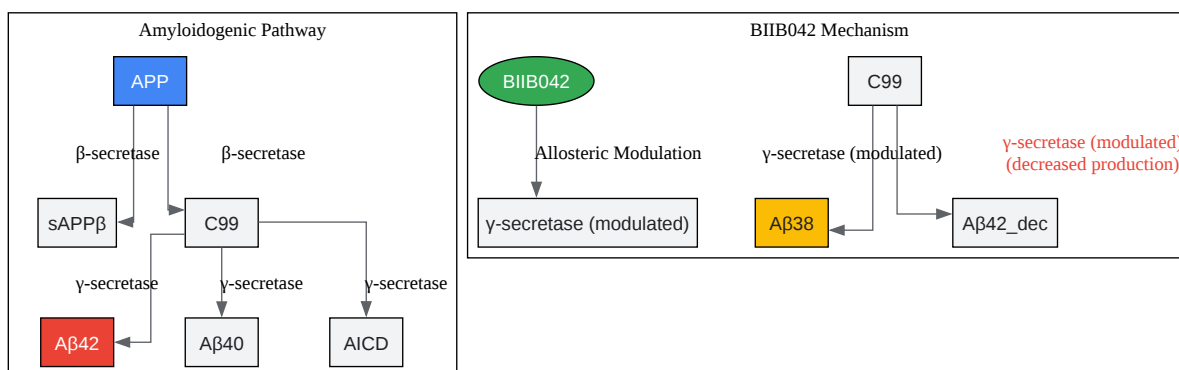 Amyloidogenic Pathway
APP
β-secretase
β-secretase
sAPPβ
C99
γ-secretase
γ-secretase
γ-secretase
Aβ42
Aβ40
AICD
BIIB042 Mechanism
BIIB042
C99
Allosteric Modulation
γ-secretase (modulated)
γ-secretase (modulated)
(decreased production)
γ-secretase (modulated)
Aβ38
Aβ42_dec